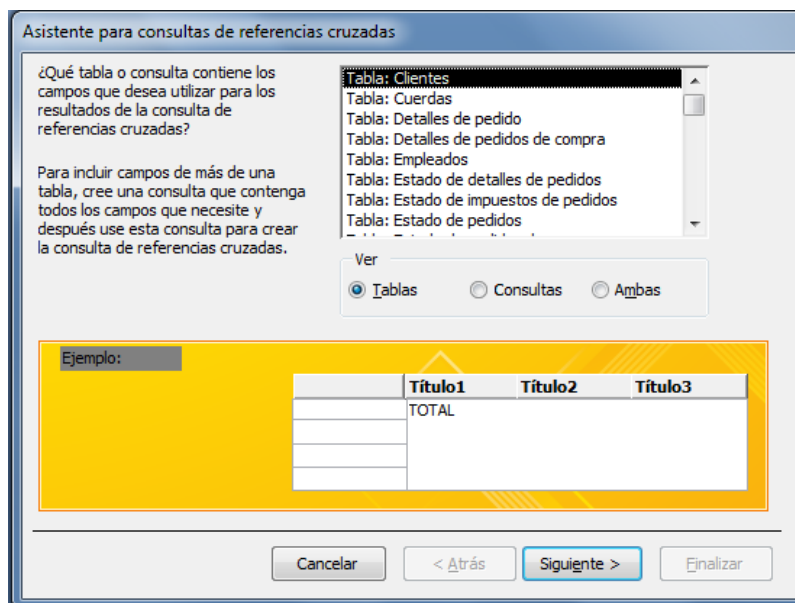 Asistente para consultas de referencias cruzadas
¿Qué tabla o consulta contiene los
campos que desea utilizar para los
resultados de la consulta de
referencias cruzadas?
Para incluir campos de más de una
tabla, cree una consulta que contenga
todos los campos que necesite y
después use esta consulta para crear
la consulta de referencias cruzadas.
Tabla: Clientes
Tabla: Cuerdas
Tabla: Detalles de pedido
Tabla: Detalles de pedidos de compra
Tabla: Empleados
Tabla: Estado de detalles de pedidos
Tabla: Estado de impuestos de pedidos
Tabla: Estado de pedidos
Ver
Tablas Consultas Ambas
Ejemplo:
Título1 Título2 Título3
TOTAL
Cancelar < Atrás Siguiente > Finalizar